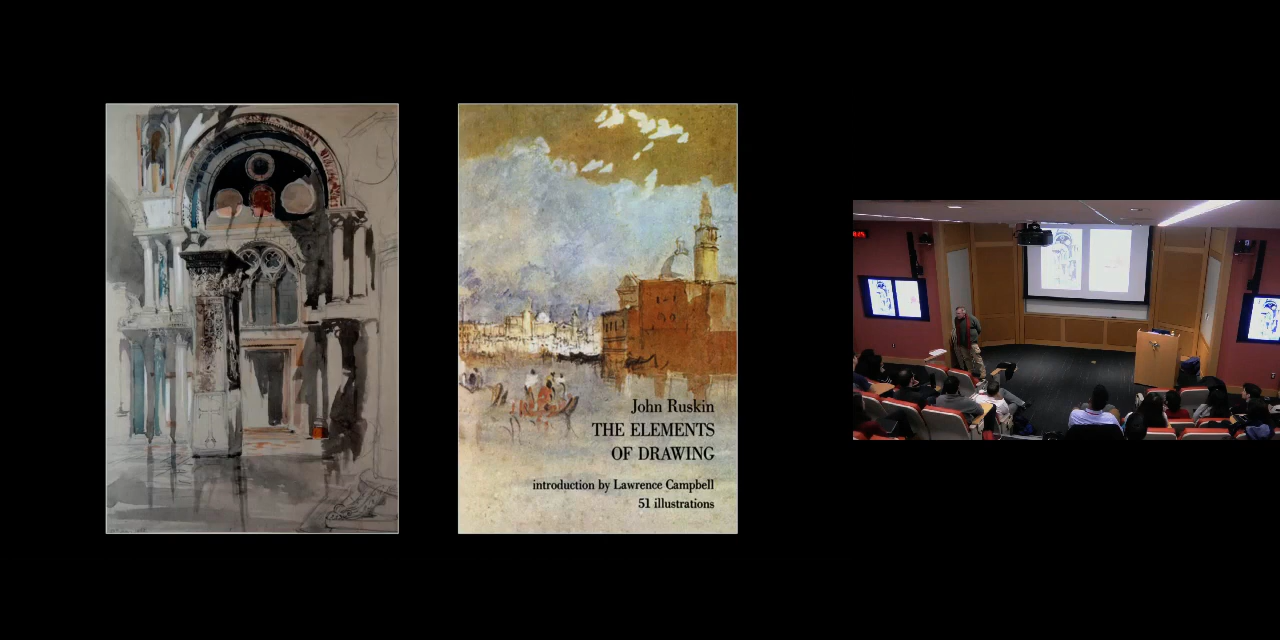 John Ruskin
THE ELEMENTS
OF DRAWING
introduction by Lawrence Campbell
51 illustrations